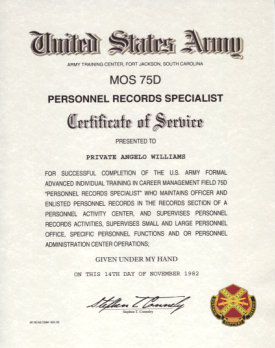 United States Army
ARMY TRAINING CENTER, FORT JACKSON, SOUTH CAROLINA
MOS 75D
PERSONNEL RECORDS SPECIALIST
Certificate of Service
PRESENTED TO
PRIVATE ANGELO WILLIAMS
FOR SUCCESSFUL COMPLETION OF THE U.S. ARMY FORMAL
ADVANCED INDIVIDUAL TRAINING IN CAREER MANAGEMENT FIELD 75D
"PERSONNEL RECORDS SPECIALIST" WHO MAINTAINS OFFICER AND
ENLISTED PERSONNEL RECORDS IN THE RECORDS SECTION OF A
PERSONNEL ACTIVITY CENTER, AND SUPERVISES PERSONNEL
RECORDS ACTIVITIES, SUPERVISES SMALL AND LARGE PERSONNEL
OFFICE, SPECIFIC PERSONNEL FUNCTIONS AND OR PERSONNEL
ADMINISTRATION CENTER OPERATIONS;
GIVEN UNDER MY HAND
ON THIS 14TH DAY OF NOVEMBER 1982
Stephen T. Connelly